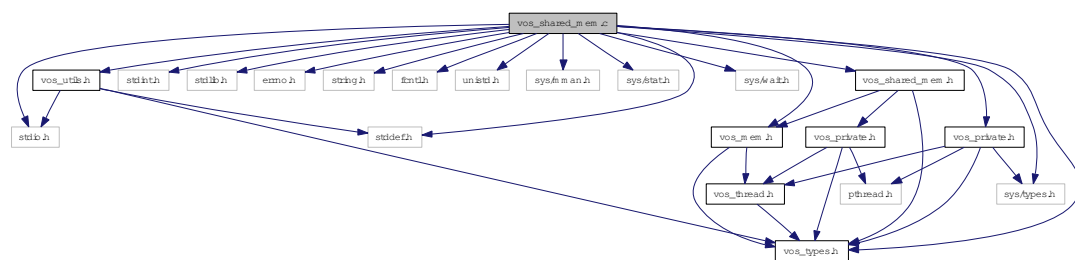 vos_shared_mem.c
vos_utils.h
stdint.h
stdlib.h
errno.h
string.h
fcntl.h
unistd.h
sys/mman.h
sys/stat.h
sys/wait.h
vos_shared_mem.h
stdio.h
stddef.h
vos_mem.h
vos_private.h
vos_private.h
vos_thread.h
pthread.h
sys/types.h
vos_types.h